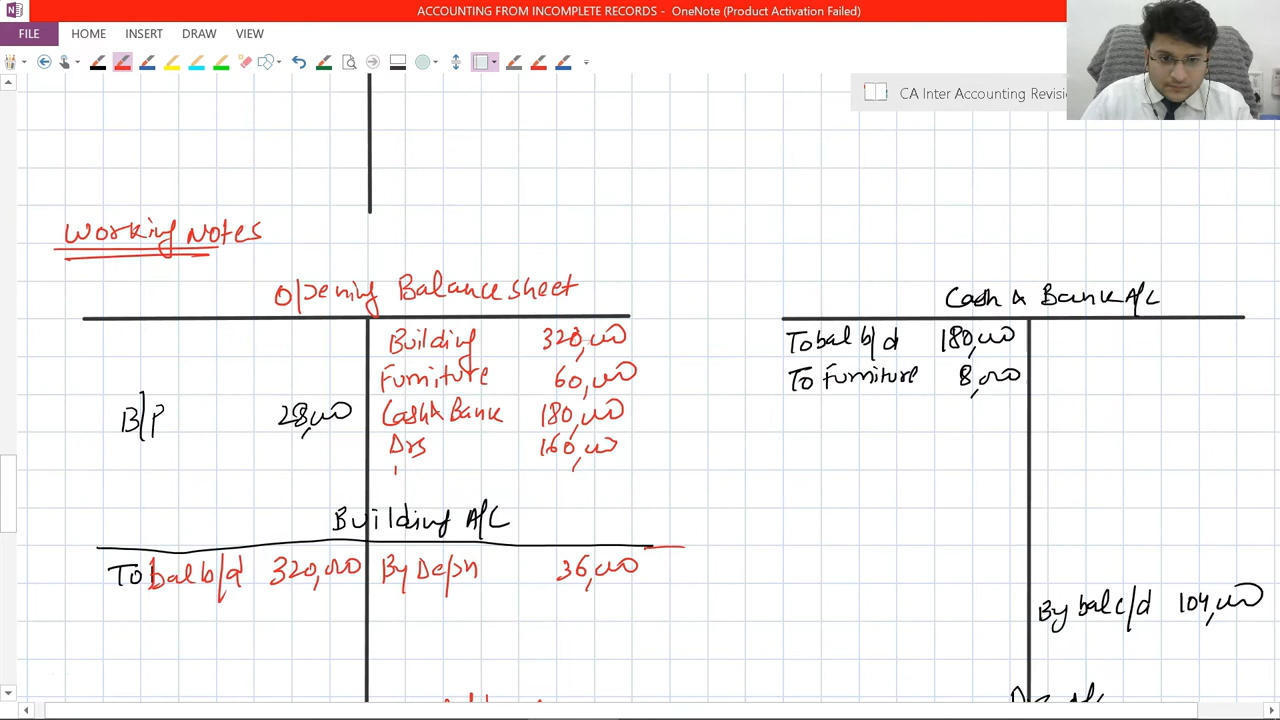 ACCOUNTING FROM INCOMPLETE RECORDS - OneNote (Product Activation Failed)
FILE HOME INSERT DRAW VIEW
CA Inter Accounting Revisi
Working Notes
Opening Balance sheet
Building 320,000
Furniture 60,000
B/P 28,000 Cash & Bank 180,000
Drs 160,000
Cash & Bank A/C
To bal b/d 180,000
To Furniture 8,000
By bal c/d 104,000
Building A/C
To bal b/d 320,000 By Depn 36,000